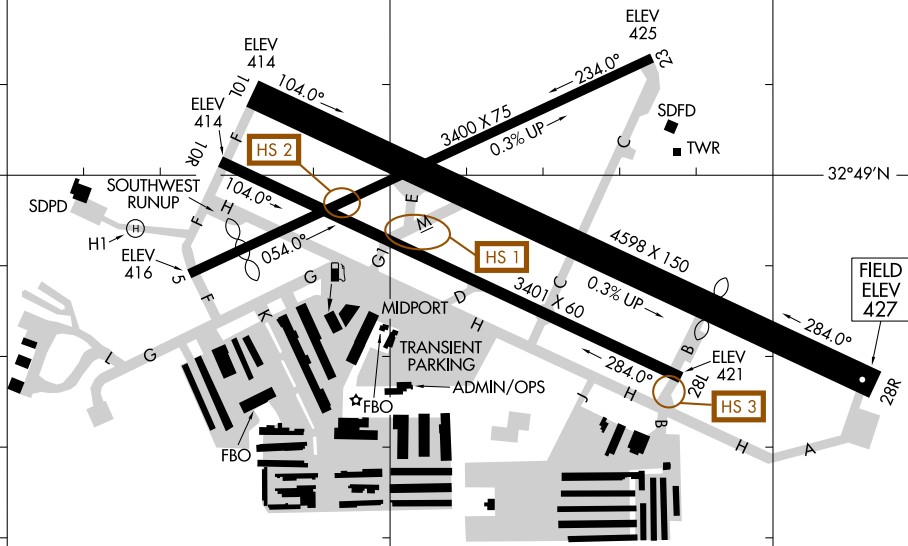 ELEV
425
ELEV
414
23
10L
104.0°
234.0°
ELEV
414
3400 X 75
SDFD
0.3% UP
TWR
F
C
10R
HS 2
32°49'N
SOUTHWEST
RUNUP
104.0°
E
SDPD
H
M
F
H
H1
054.0°
G1
HS 1
4598 X 150
ELEV
416
5
G
C
FIELD
ELEV
427
F
D
3401 X 60
0.3% UP
MIDPORT
K
H
284.0°
L
G
TRANSIENT
PARKING
B
284.0°
ELEV
421
28L
ADMIN/OPS
28R
FBO
J
H
HS 3
B
FBO
H
A